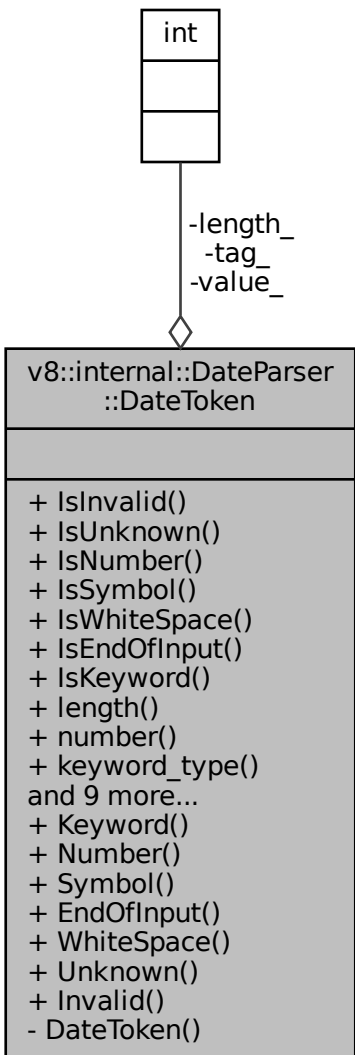 int
-length_
-tag_
-value_
v8::internal::DateParser
::DateToken
+ IsInvalid()
+ IsUnknown()
+ IsNumber()
+ IsSymbol()
+ IsWhiteSpace()
+ IsEndOfInput()
+ IsKeyword()
+ length()
+ number()
+ keyword_type()
and 9 more...
+ Keyword()
+ Number()
+ Symbol()
+ EndOfInput()
+ WhiteSpace()
+ Unknown()
+ Invalid()
- DateToken()